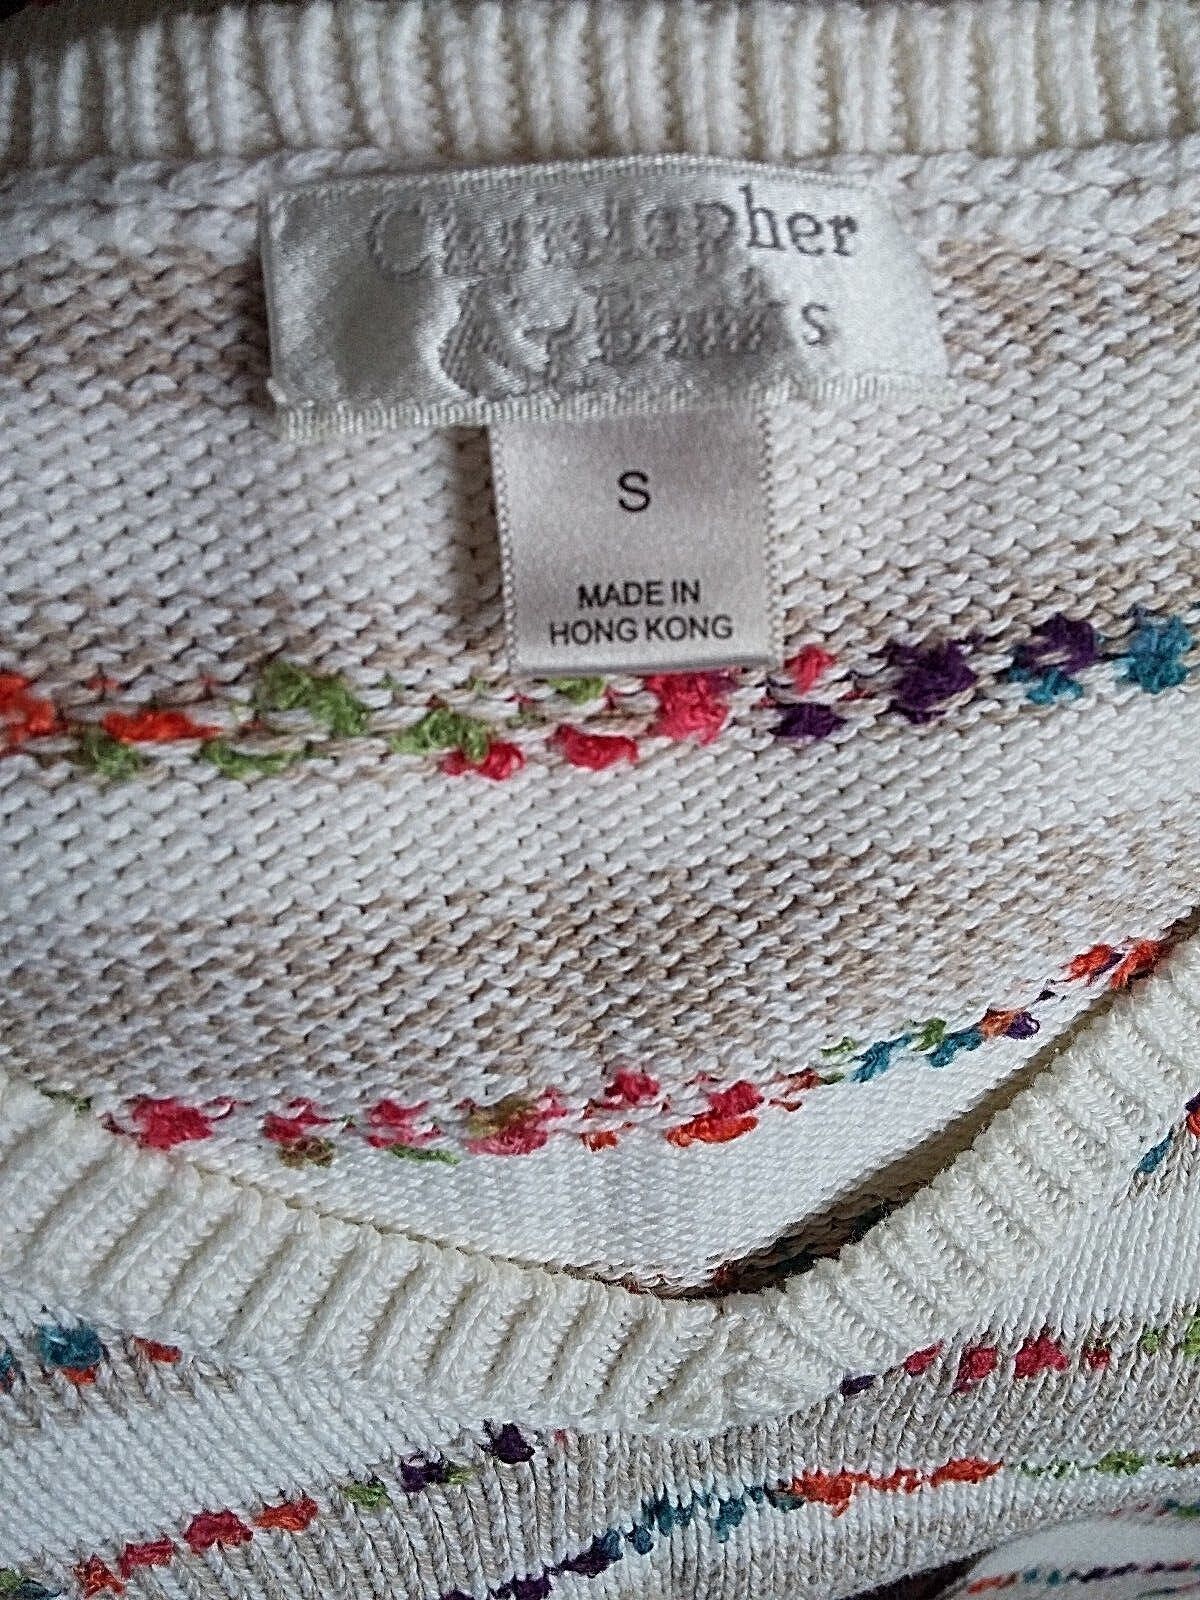 Christopher
& Banks
S
MADE IN
HONG KONG